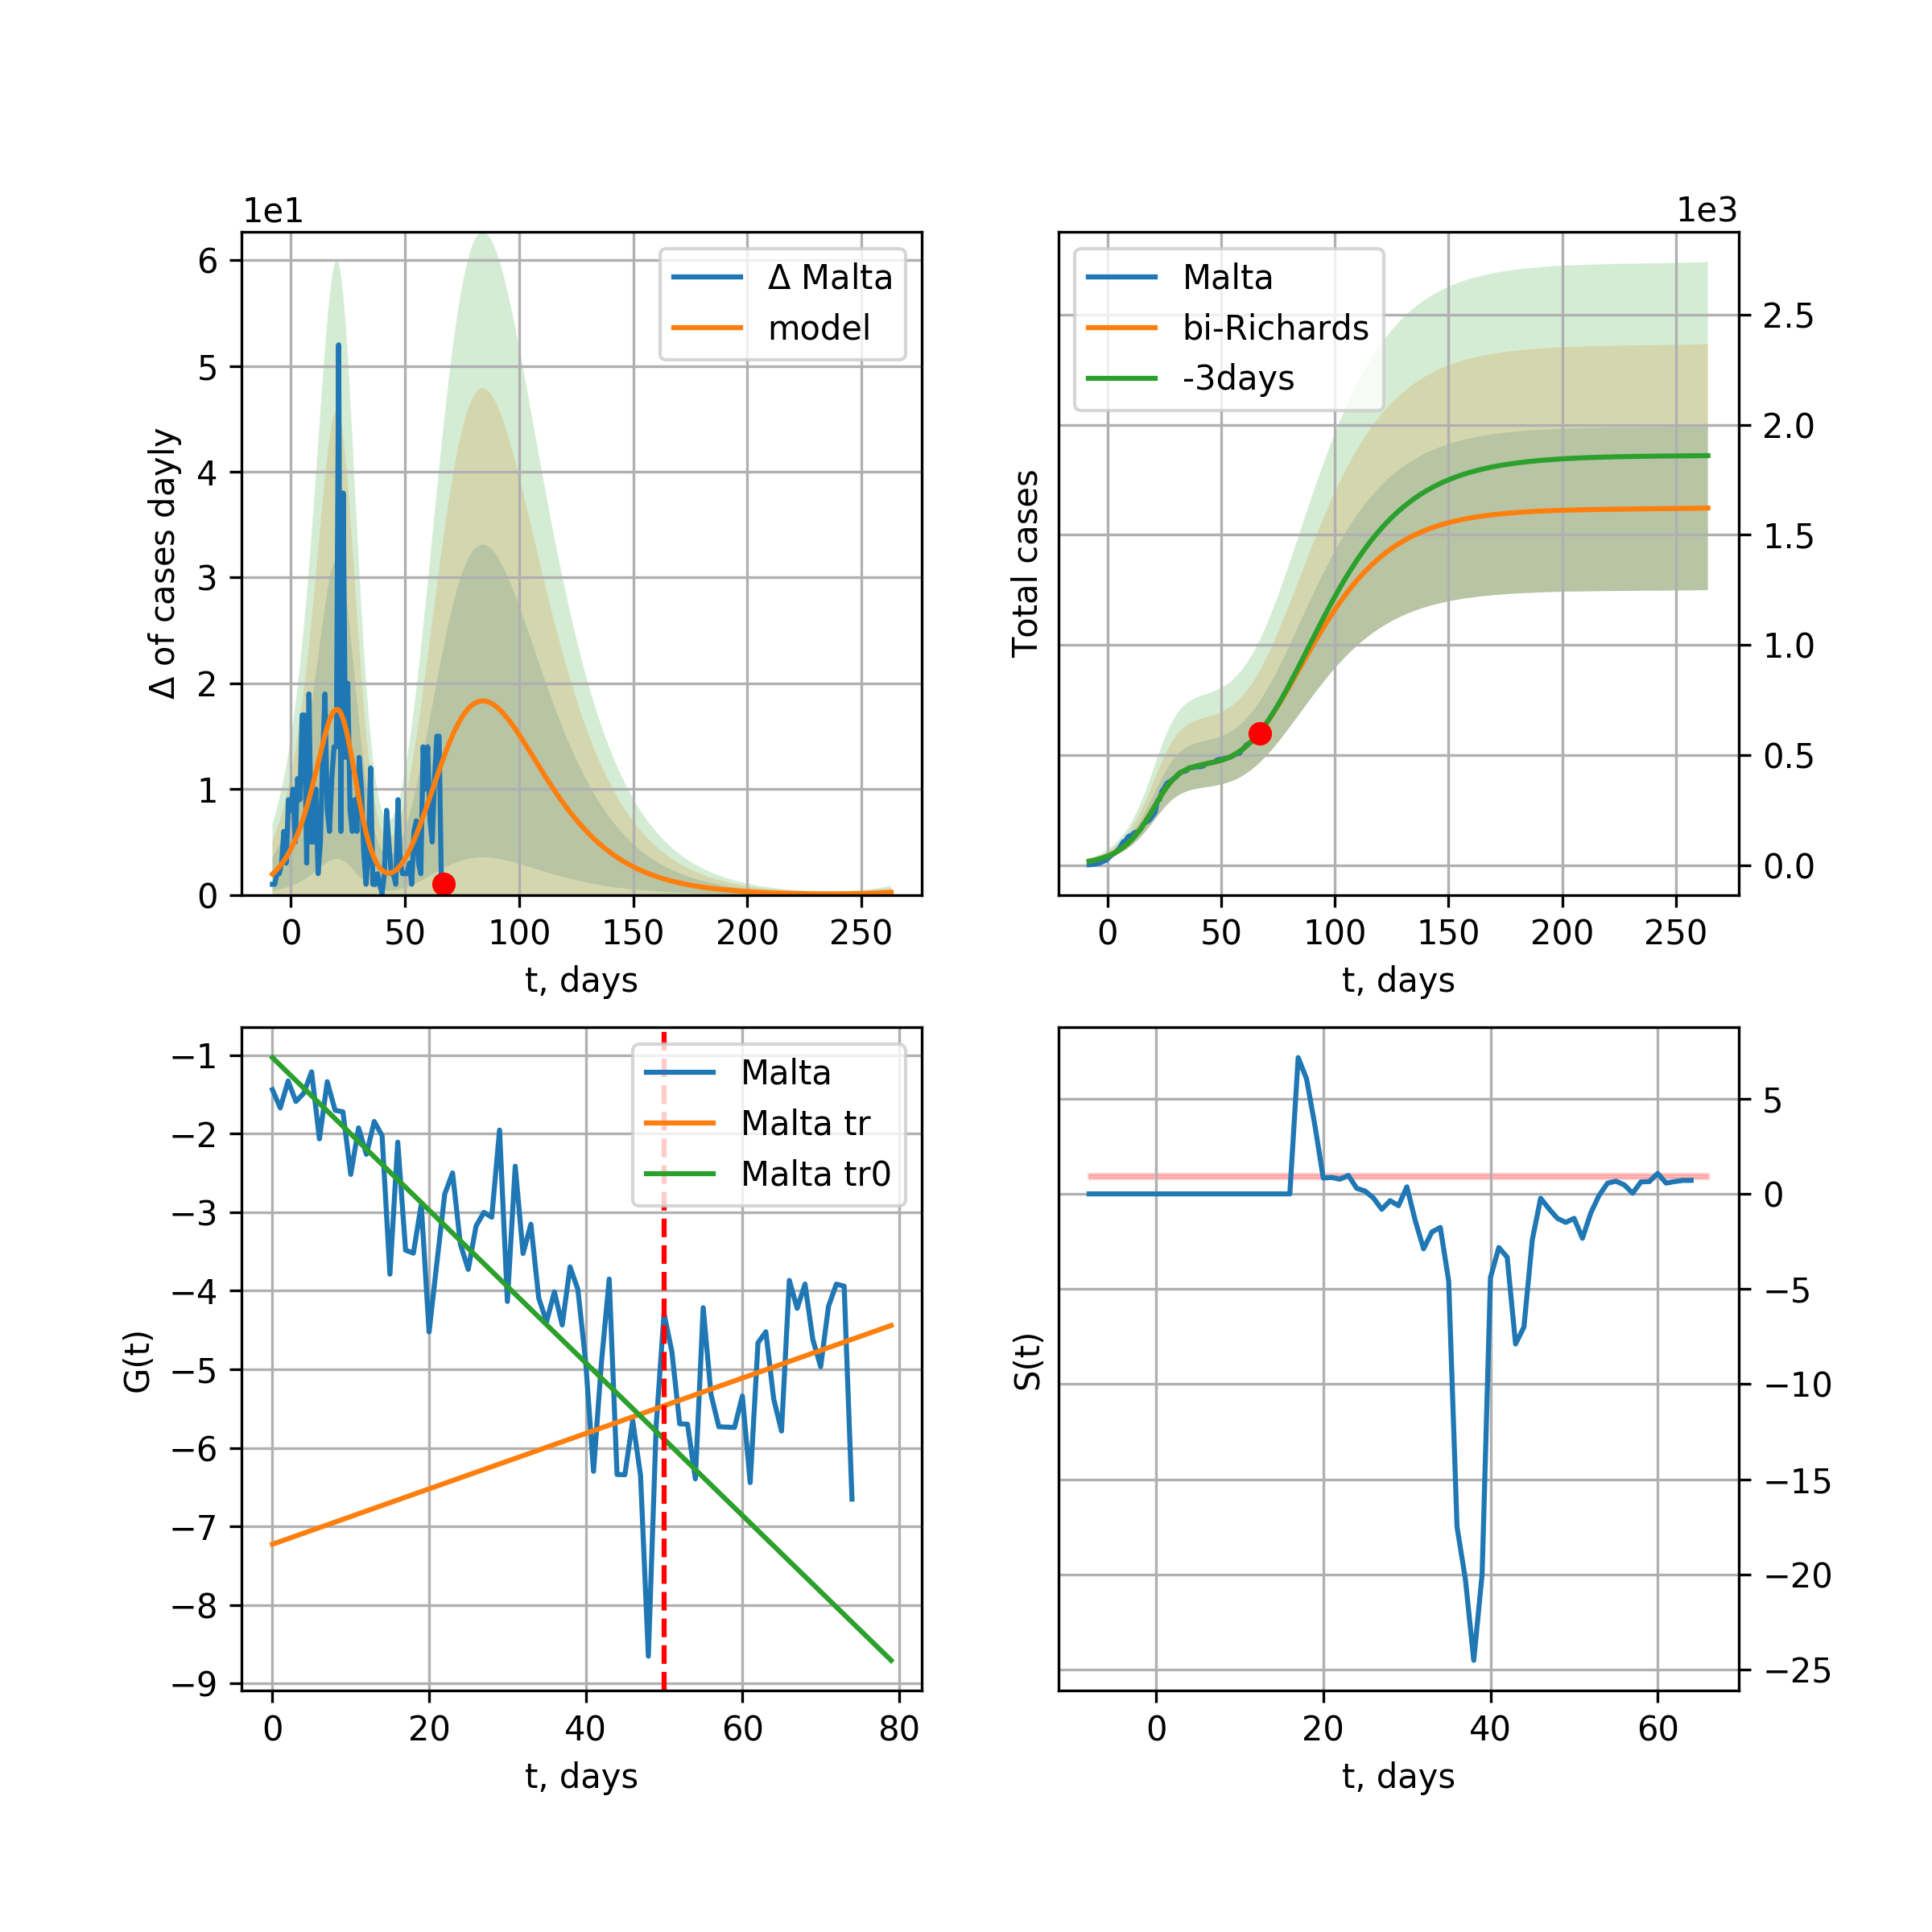 1e1
Δ of cases dayly
6
5
4
3
2
1
0
Δ Malta
model
0 50 100 150 200 250
t, days
1e3
Total cases
Malta
bi-Richards
-3days
2.5
2.0
1.5
1.0
0.5
0.0
0 50 100 150 200 250
t, days
G(t)
−1
−2
−3
−4
−5
−6
−7
−8
−9
Malta
Malta tr
Malta tr0
0 20 40 60 80
t, days
S(t)
5
0
−5
−10
−15
−20
−25
0 20 40 60
t, days